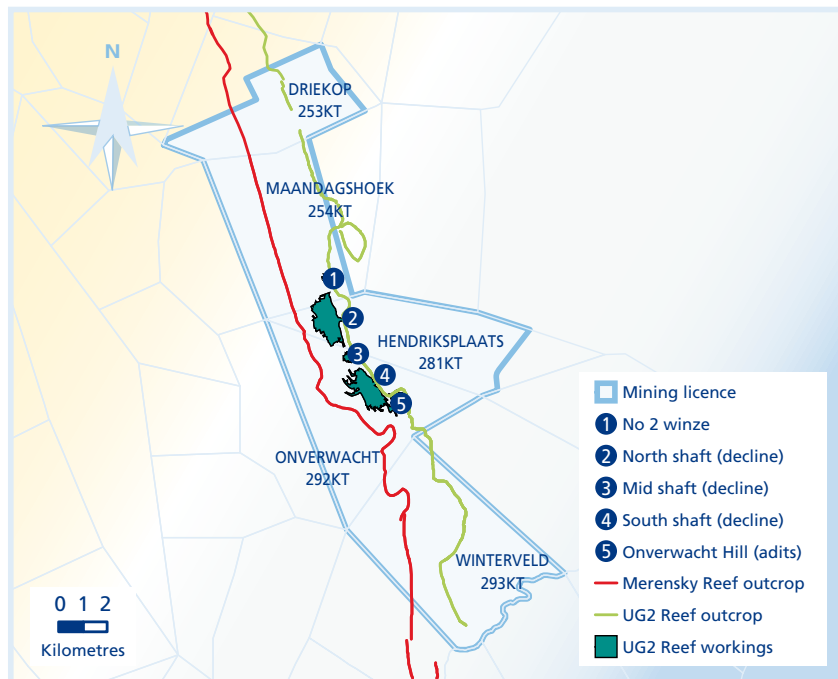 N
DRIEKOP
253KT
MAANDAGSHOEK
254KT
1
2
3
HENDRIKSPLAATS
281KT
4
5
ONVERWACHT
292KT
WINTERVELD
293KT
0 1 2
Kilometres
Mining licence
1 No 2 winze
2 North shaft (decline)
3 Mid shaft (decline)
4 South shaft (decline)
5 Onverwacht Hill (adits)
Merensky Reef outcrop
UG2 Reef outcrop
UG2 Reef workings